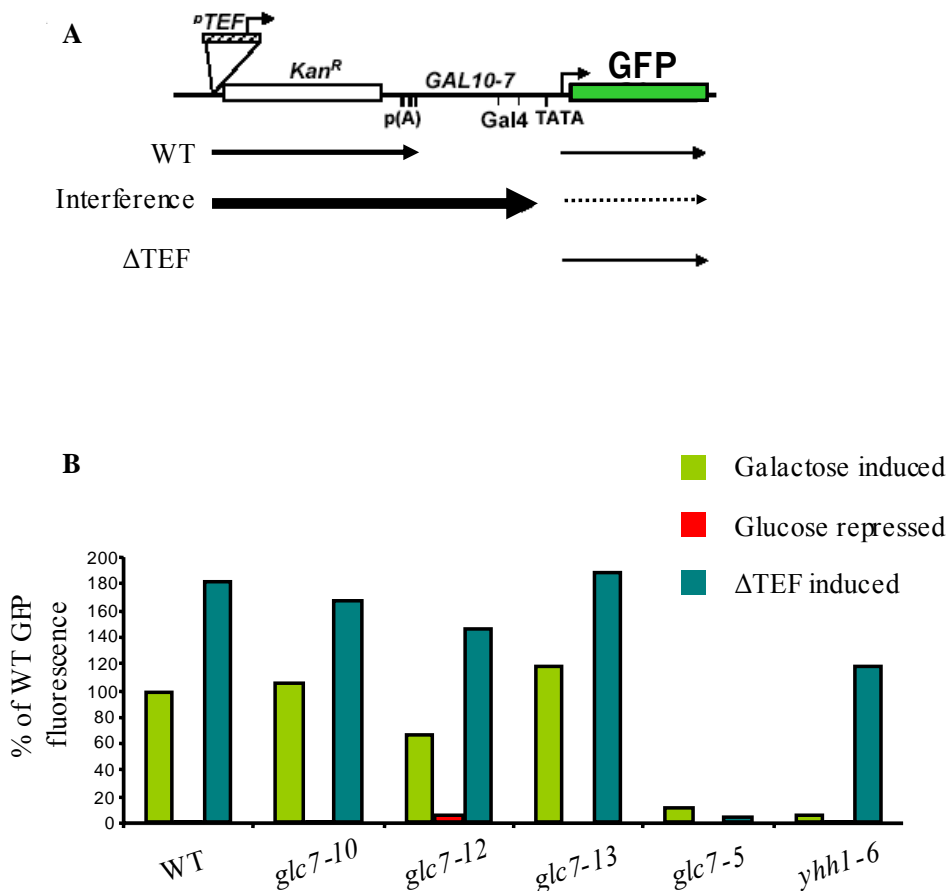 A
pTEF
KanR
GAL10-7
GFP
p(A)
Gal4
TATA
WT
Interference
ΔTEF
B
Galactose induced
Glucose repressed
ΔTEF induced
% of WT GFP
fluorescence
200
180
160
140
120
100
80
60
40
20
0
WT
glc7-10
glc7-12
glc7-13
glc7-5
yhh1-6